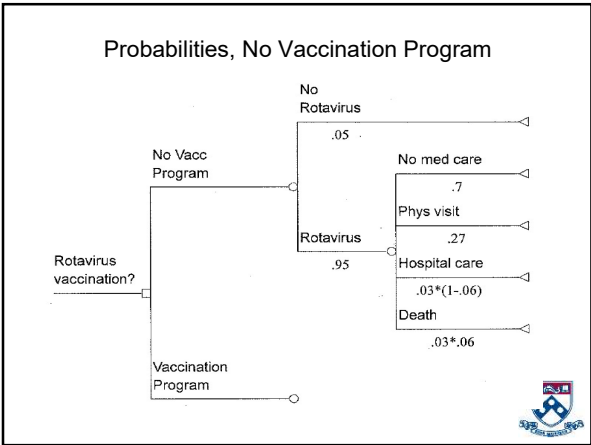 Probabilities, No Vaccination Program
No
Rotavirus
.05
No Vacc
Program
No med care
.7
Phys visit
.27
Rotavirus
.95
Hospital care
.03*(1-.06)
Death
.03*.06
Rotavirus
vaccination?
Vaccination
Program